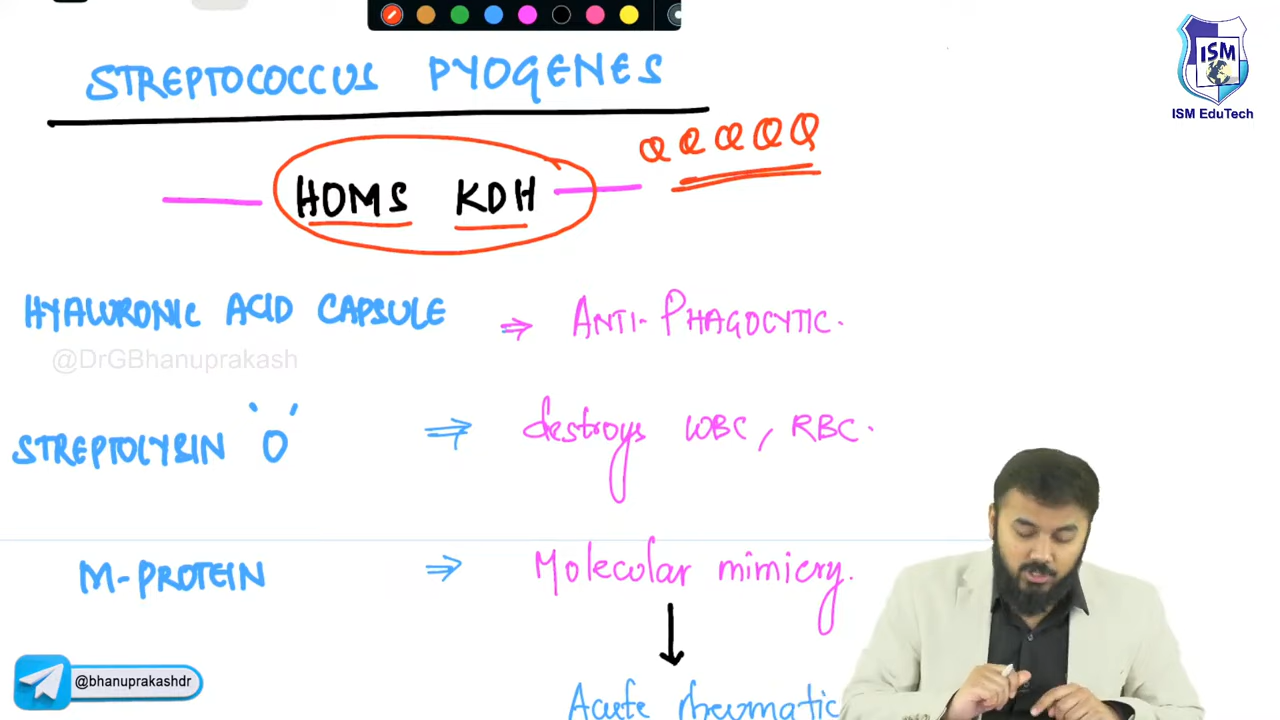 STREPTOCOCCUS PYOGENES
ISM
ISM EduTech
Q Q Q Q Q
HOMS KDH
HYALURONIC ACID CAPSULE ⇒ ANTI-PHAGOCYTIC.
@DrGBhanuprakash
STREPTOLYSIN 'O' ⇒ destroys WBC, RBC.
M-PROTEIN ⇒ Molecular mimicry.
↓
@bhanuprakashdr
Acute rheumatic